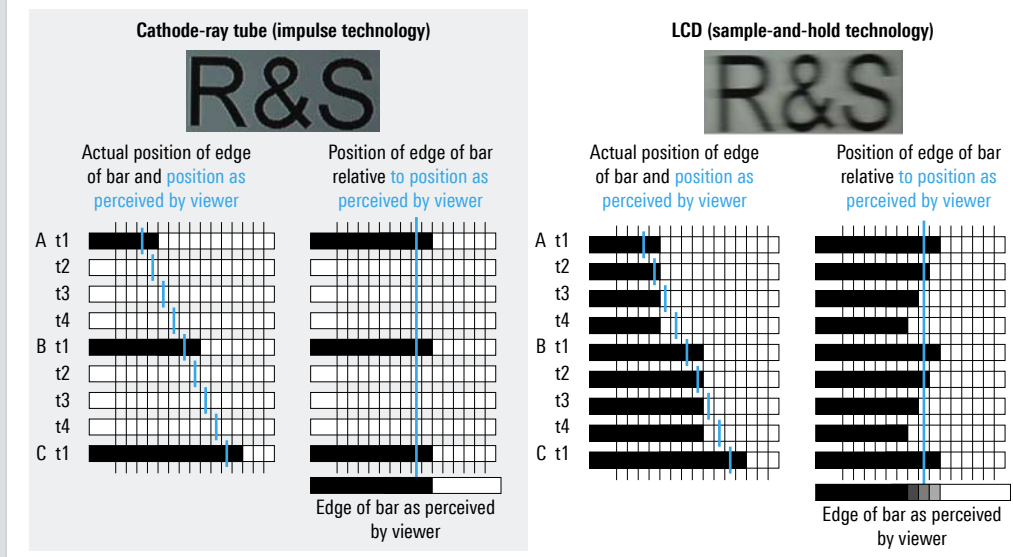 Cathode-ray tube (impulse technology)
R&S
Actual position of edge
of bar and position as
perceived by viewer
Position of edge of bar
relative to position as
perceived by viewer
A t1
t2
t3
t4
B t1
t2
t3
t4
C t1
Edge of bar as perceived
by viewer
LCD (sample-and-hold technology)
R&S
Actual position of edge
of bar and position as
perceived by viewer
Position of edge of bar
relative to position as
perceived by viewer
A t1
t2
t3
t4
B t1
t2
t3
t4
C t1
Edge of bar as perceived
by viewer